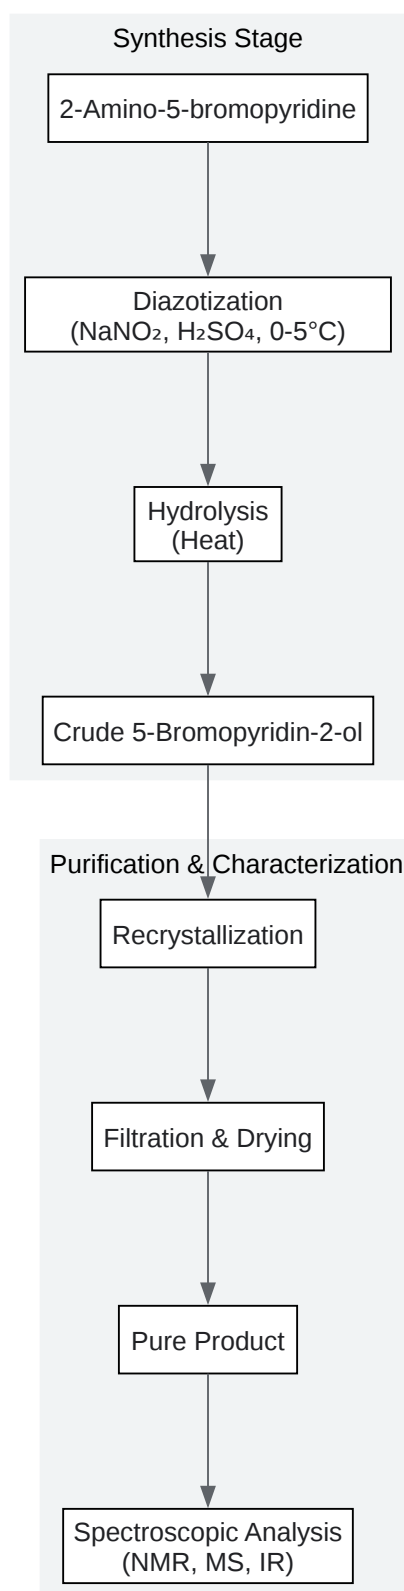 Synthesis Stage
2-Amino-5-bromopyridine
Diazotization
(NaNO₂, H₂SO₄, 0-5°C)
Hydrolysis
(Heat)
Crude 5-Bromopyridin-2-ol
Purification & Characterization
Recrystallization
Filtration & Drying
Pure Product
Spectroscopic Analysis
(NMR, MS, IR)